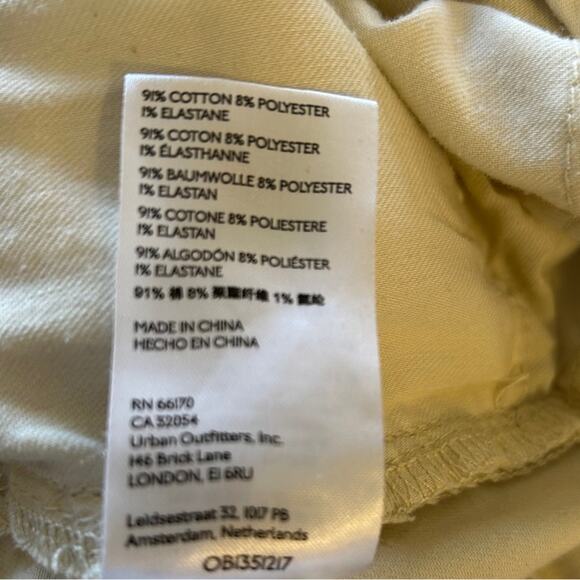 91% COTTON 8% POLYESTER
1% ELASTANE
91% COTON 8% POLYESTER
1% ÉLASTHANNE
91% BAUMWOLLE 8% POLYESTER
1% ELASTAN
91% COTONE 8% POLIESTERE
1% ELASTAN
91% ALGODÓN 8% POLIÉSTER
1% ELASTANE
91% 棉 8% 聚酯纤维 1% 氨纶
MADE IN CHINA
HECHO EN CHINA
RN 66170
CA 32054
Urban Outfitters, Inc.
146 Brick Lane
LONDON, E1 6RU
Leidsestraat 32, 1017 PB
Amsterdam, Netherlands
OB1351217